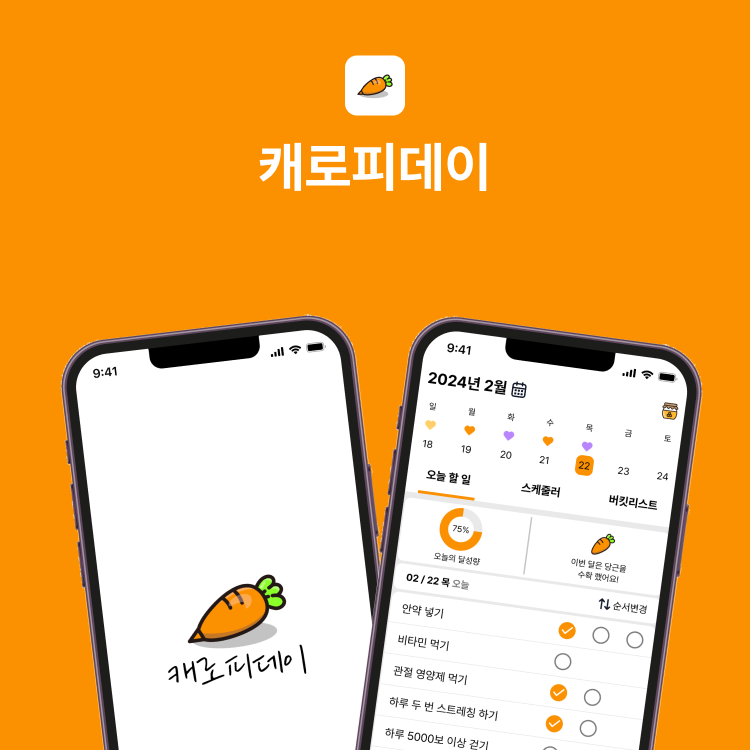 캐로피데이
9:41
캐로피데이
9:41
2024년 2월
일 월 화 수 목 금 토
18 19 20 21 22 23 24
오늘 할 일 스케줄러 버킷리스트
75%
오늘의 달성량
이번 달은 당근을
수확 했어요!
02 / 22 목 오늘
순서변경
안약 넣기
비타민 먹기
관절 영양제 먹기
하루 두 번 스트레칭 하기
하루 5000보 이상 걷기